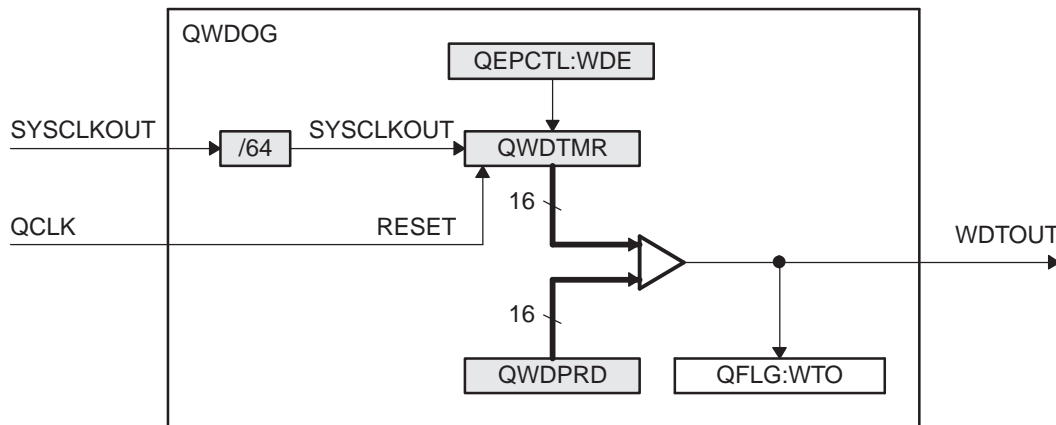 QWDOG
QEPCTL:WDE
SYSCLKOUT
/64
SYSCLKOUT
QWDTMR
16
QCLK
RESET
WDTOUT
16
QWDPRD
QFLG:WTO